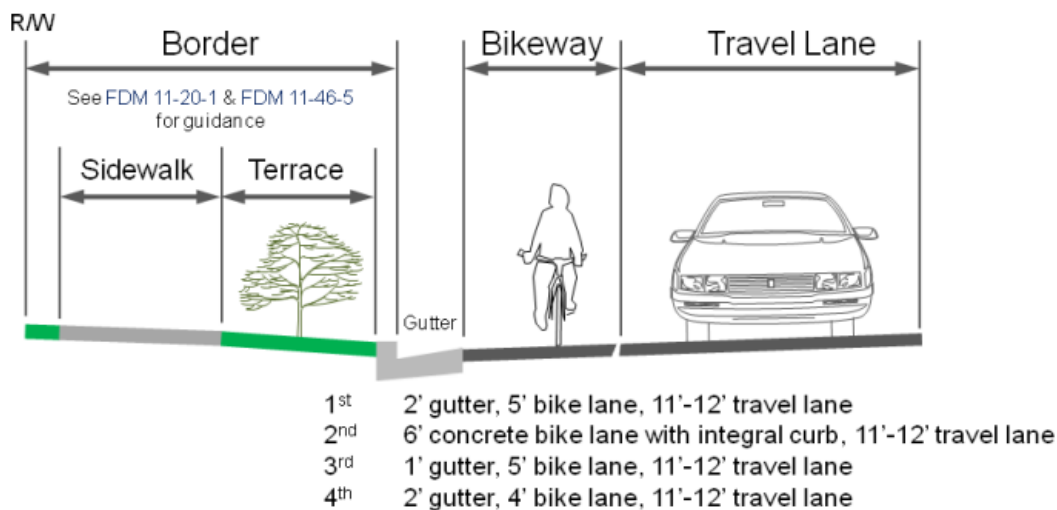 R/W
Border
Bikeway
Travel Lane
See FDM 11-20-1 & FDM 11-46-5
for guidance
Sidewalk
Terrace
Gutter
1st 2' gutter, 5' bike lane, 11'-12' travel lane
2nd 6' concrete bike lane with integral curb, 11'-12' travel lane
3rd 1' gutter, 5' bike lane, 11'-12' travel lane
4th 2' gutter, 4' bike lane, 11'-12' travel lane